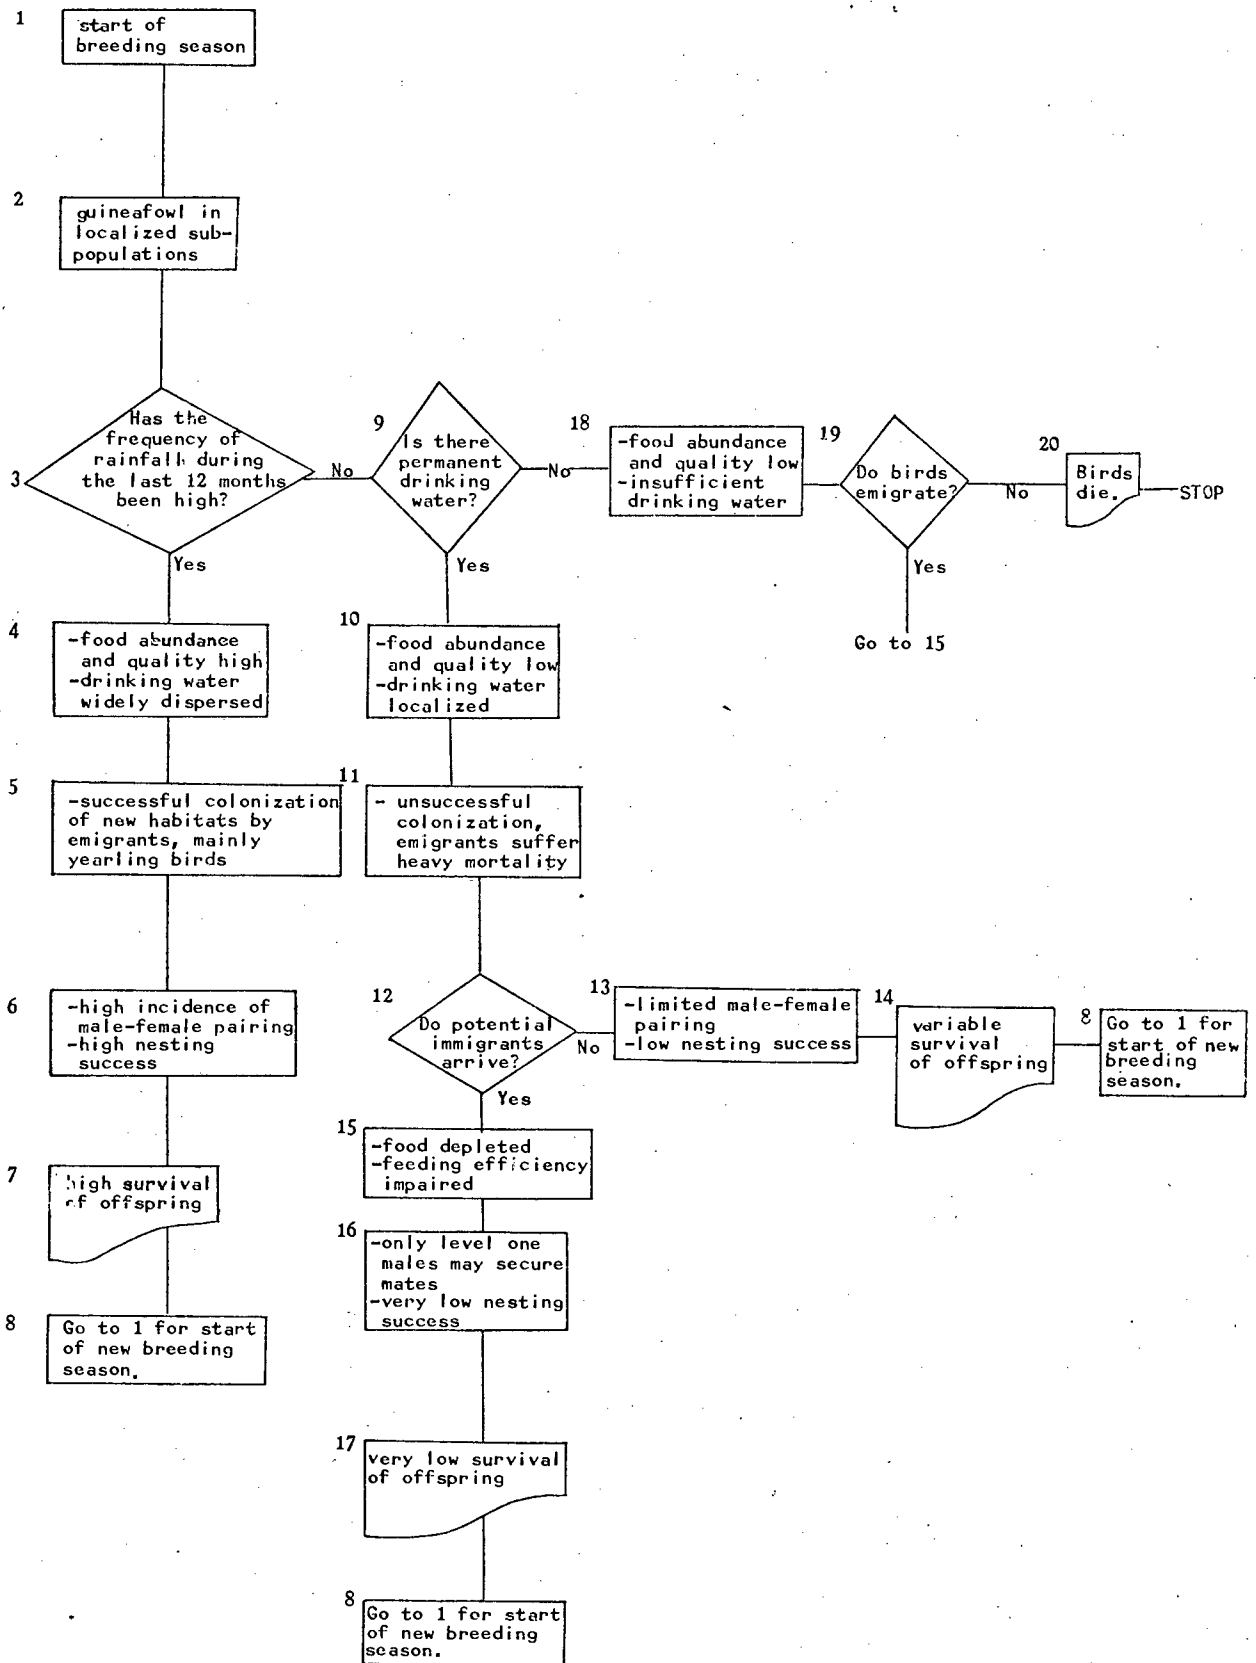 1
start of
breeding season
2
guineafowl in
localized sub-
populations
3
Has the
frequency of
rainfall during
the last 12 months
been high?
No
Yes
4
-food abundance
and quality high
-drinking water
widely dispersed
5
-successful colonization
of new habitats by
emigrants, mainly
yearling birds
6
-high incidence of
male-female pairing
-high nesting
success
7
high survival
of offspring
8
Go to 1 for start
of new breeding
season.
9
Is there
permanent
drinking
water?
No
Yes
10
-food abundance
and quality low
-drinking water
localized
11
- unsuccessful
colonization,
emigrants suffer
heavy mortality
12
Do potential
immigrants
arrive?
No
Yes
13
-limited male-female
pairing
-low nesting success
14
variable
survival
of offspring
8
Go to 1 for
start of new
breeding
season.
15
-food depleted
-feeding efficiency
impaired
16
-only level one
males may secure
mates
-very low nesting
success
17
very low survival
of offspring
8
Go to 1 for start
of new breeding
season.
18
-food abundance
and quality low
-insufficient
drinking water
19
Do birds
emigrate?
No
Yes
Go to 15
20
Birds
die.
STOP